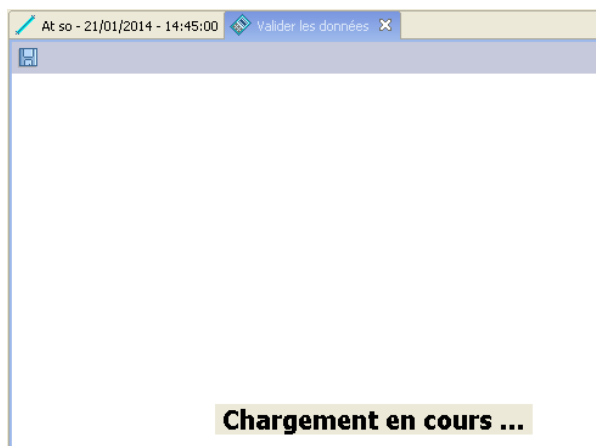 At so - 21/01/2014 - 14:45:00 Valider les données
Chargement en cours ...